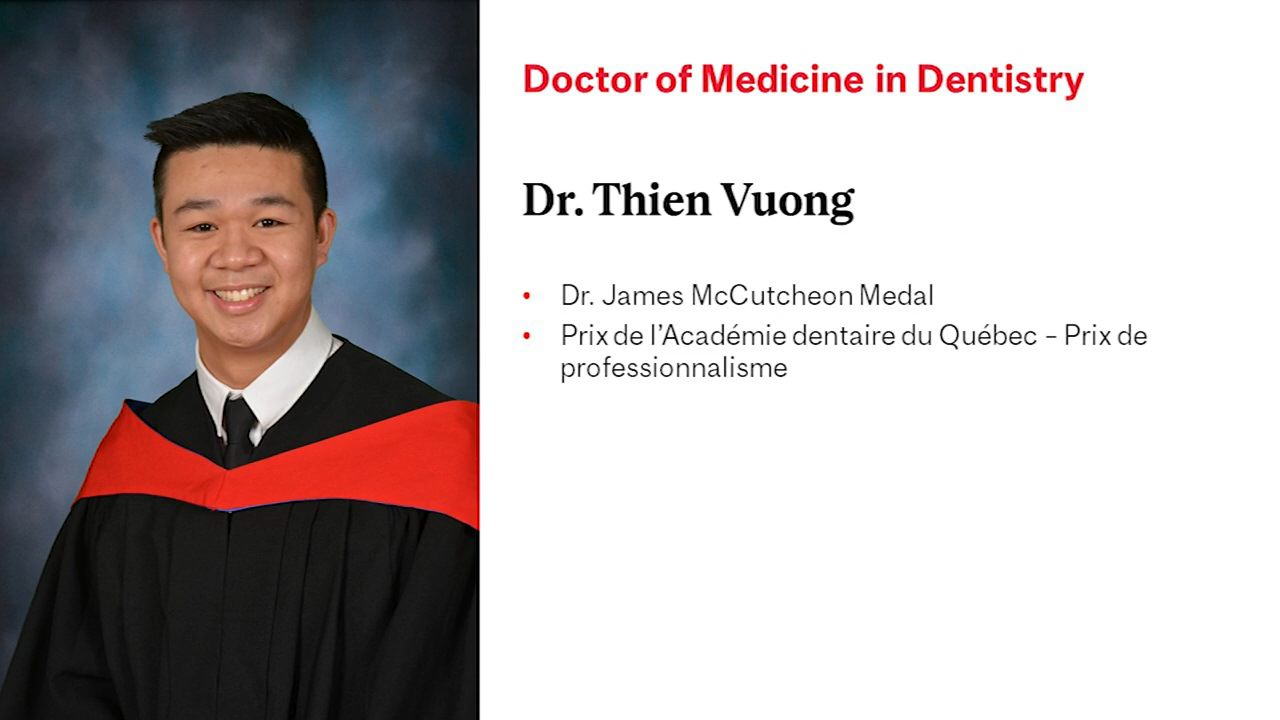 Doctor of Medicine in Dentistry
Dr. Thien Vuong
• Dr. James McCutcheon Medal
• Prix de l’Académie dentaire du Québec – Prix de
professionnalisme